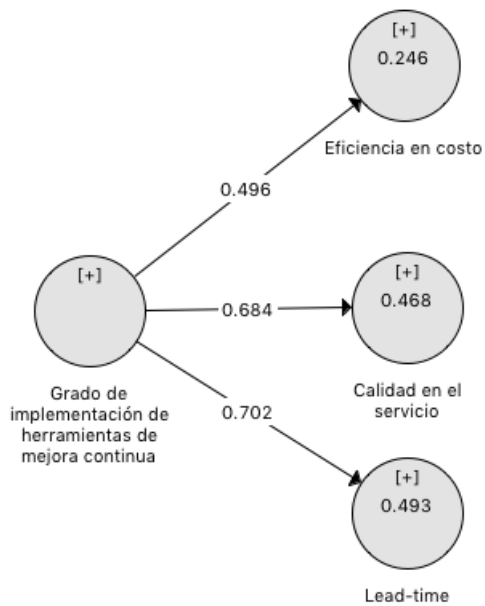 [+]
0.246
Eficiencia en costo
0.496
[+]
Grado de
implementación de
herramientas de
mejora continua
0.684
[+]
0.468
Calidad en el
servicio
0.702
[+]
0.493
Lead-time